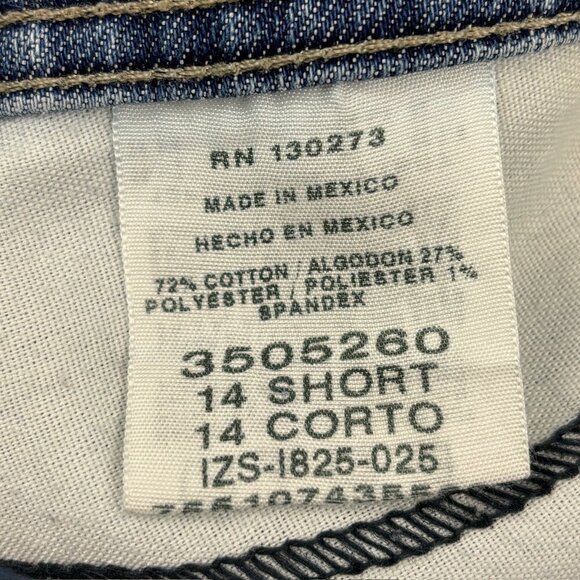 RN 130273
MADE IN MEXICO
HECHO EN MEXICO
72% COTTON/ALGODON 27%
POLYESTER/POLIESTER 1%
SPANDEX
3505260
14 SHORT
14 CORTO
IZS-I825-025